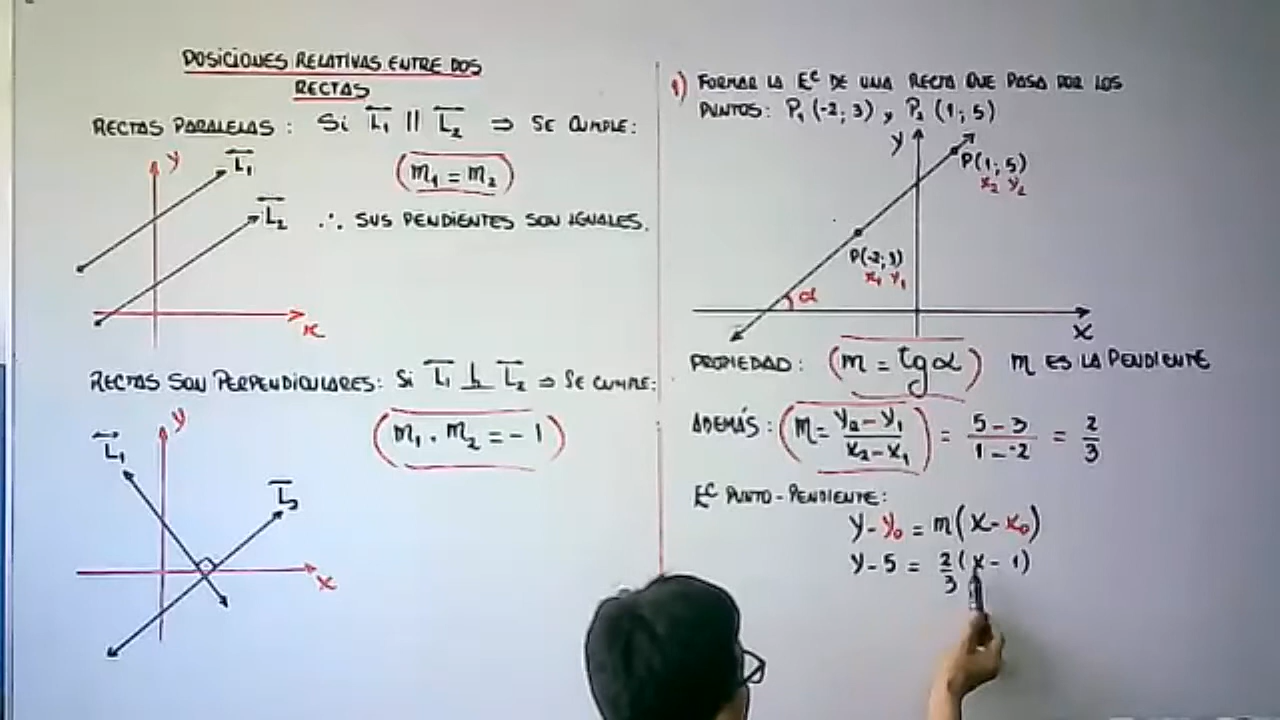 POSICIONES RELATIVAS ENTRE DOS
RECTAS
RECTAS PARALELAS: Si L₁ || L₂ ⇒ SE CUMPLE:
m₁ = m₂
y
L₁
L₂
x
∴ SUS PENDIENTES SON IGUALES.
RECTAS SON PERPENDICULARES: Si L₁ ⊥ L₂ ⇒ SE CUMPLE:
m₁ . m₂ = -1
y
L₁
L₂
x
1) FORMAR LA Eᶜ DE UNA RECTA QUE PASA POR LOS
PUNTOS: P₁ (-2; 3) y P₂ (1; 5)
y
P(1; 5)
x₂ y₂
P(-2; 3)
x₁ y₁
α
x
PROPIEDAD: (m = tg α) m ES LA PENDIENTE
ADEMÁS: (m = y₂ - y₁ / x₂ - x₁) = 5 - 3 / 1 - -2 = 2/3
Eᶜ PUNTO - PENDIENTE:
y - y₀ = m(x - x₀)
y - 5 = 2/3 (x - 1)